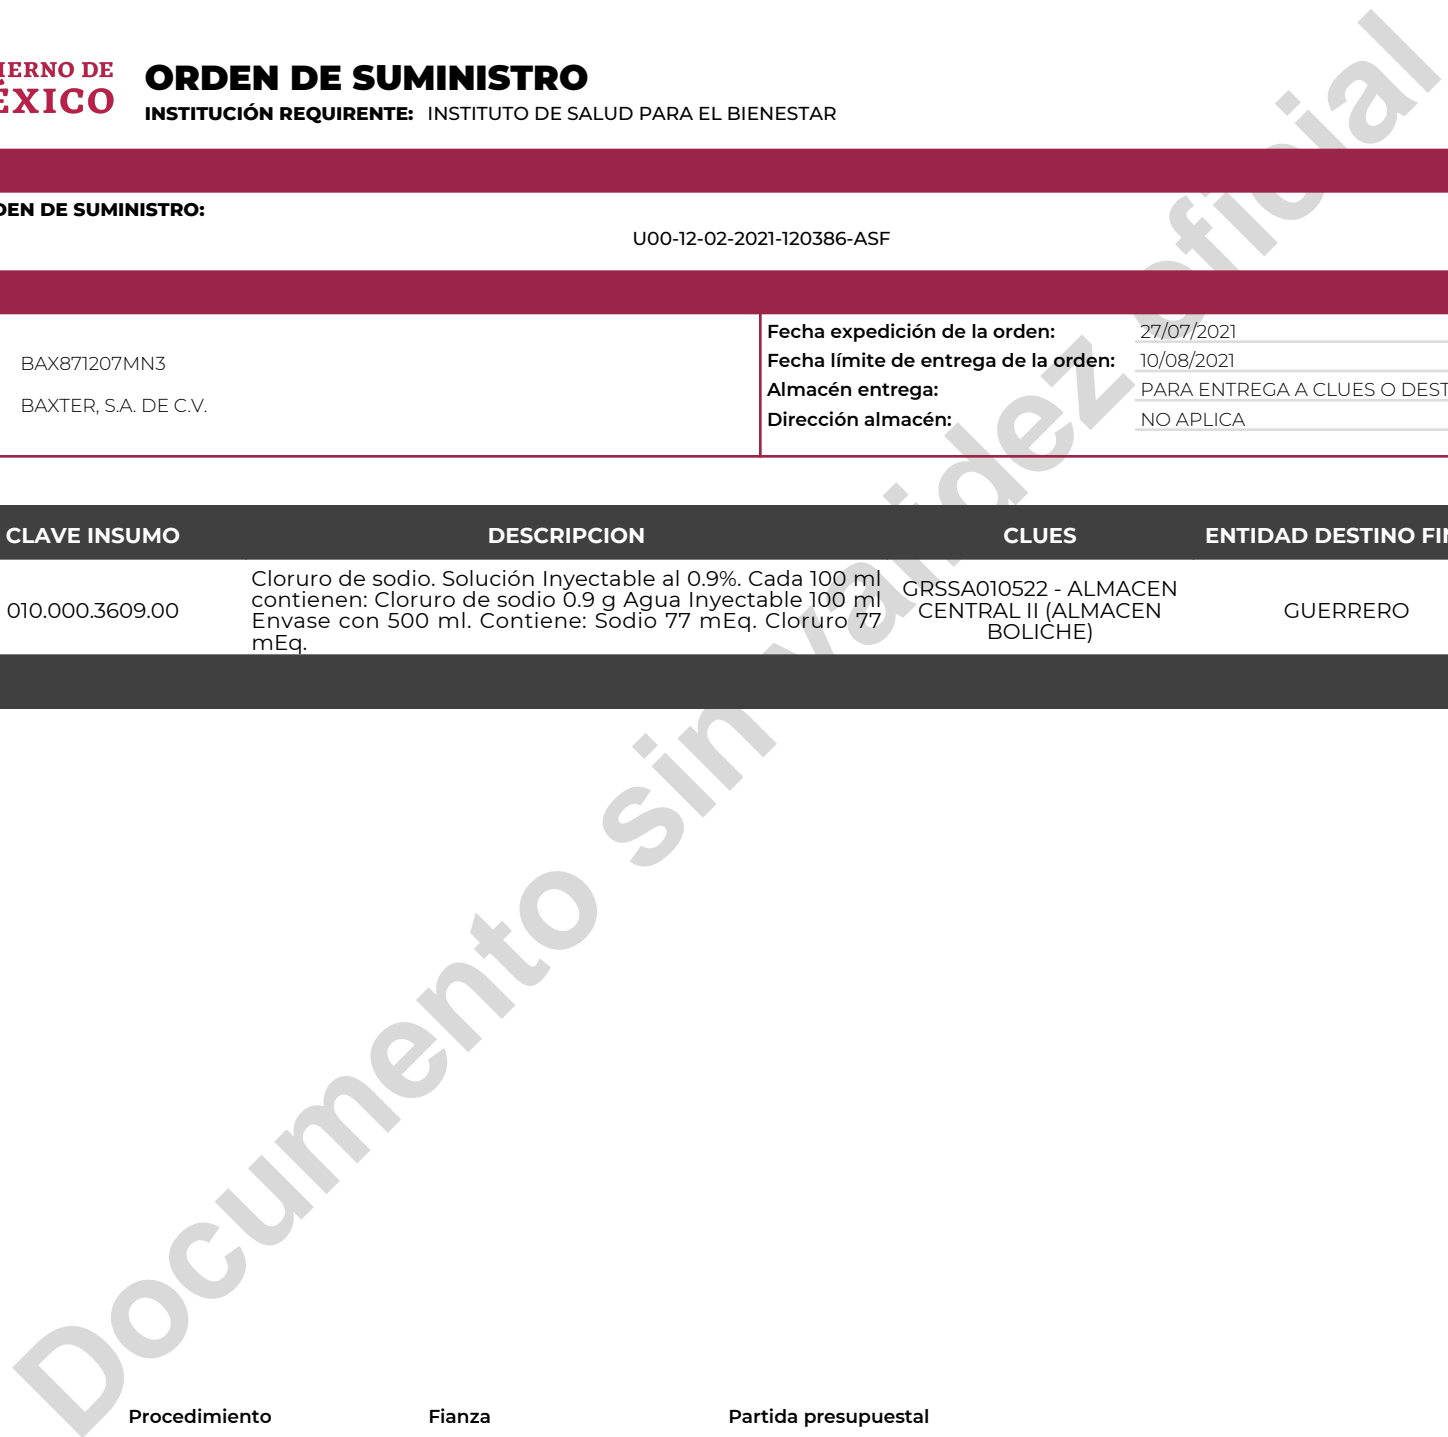 IERNO DE
ÉXICO
ORDEN DE SUMINISTRO
INSTITUCIÓN REQUIRENTE: INSTITUTO DE SALUD PARA EL BIENESTAR
DEN DE SUMINISTRO:
U00-12-02-2021-120386-ASF
BAX871207MN3
BAXTER, S.A. DE C.V.
Fecha expedición de la orden: 27/07/2021
Fecha límite de entrega de la orden: 10/08/2021
Almacén entrega: PARA ENTREGA A CLUES O DEST
Dirección almacén: NO APLICA
CLAVE INSUMO DESCRIPCION CLUES ENTIDAD DESTINO FIN
010.000.3609.00
Cloruro de sodio. Solución Inyectable al 0.9%. Cada 100 ml
contienen: Cloruro de sodio 0.9 g Agua Inyectable 100 ml
Envase con 500 ml. Contiene: Sodio 77 mEq. Cloruro 77
mEq.
GRSSA010522 - ALMACEN
CENTRAL II (ALMACEN
BOLICHE)
GUERRERO
Documento sin validez oficial
Procedimiento Fianza Partida presupuestal